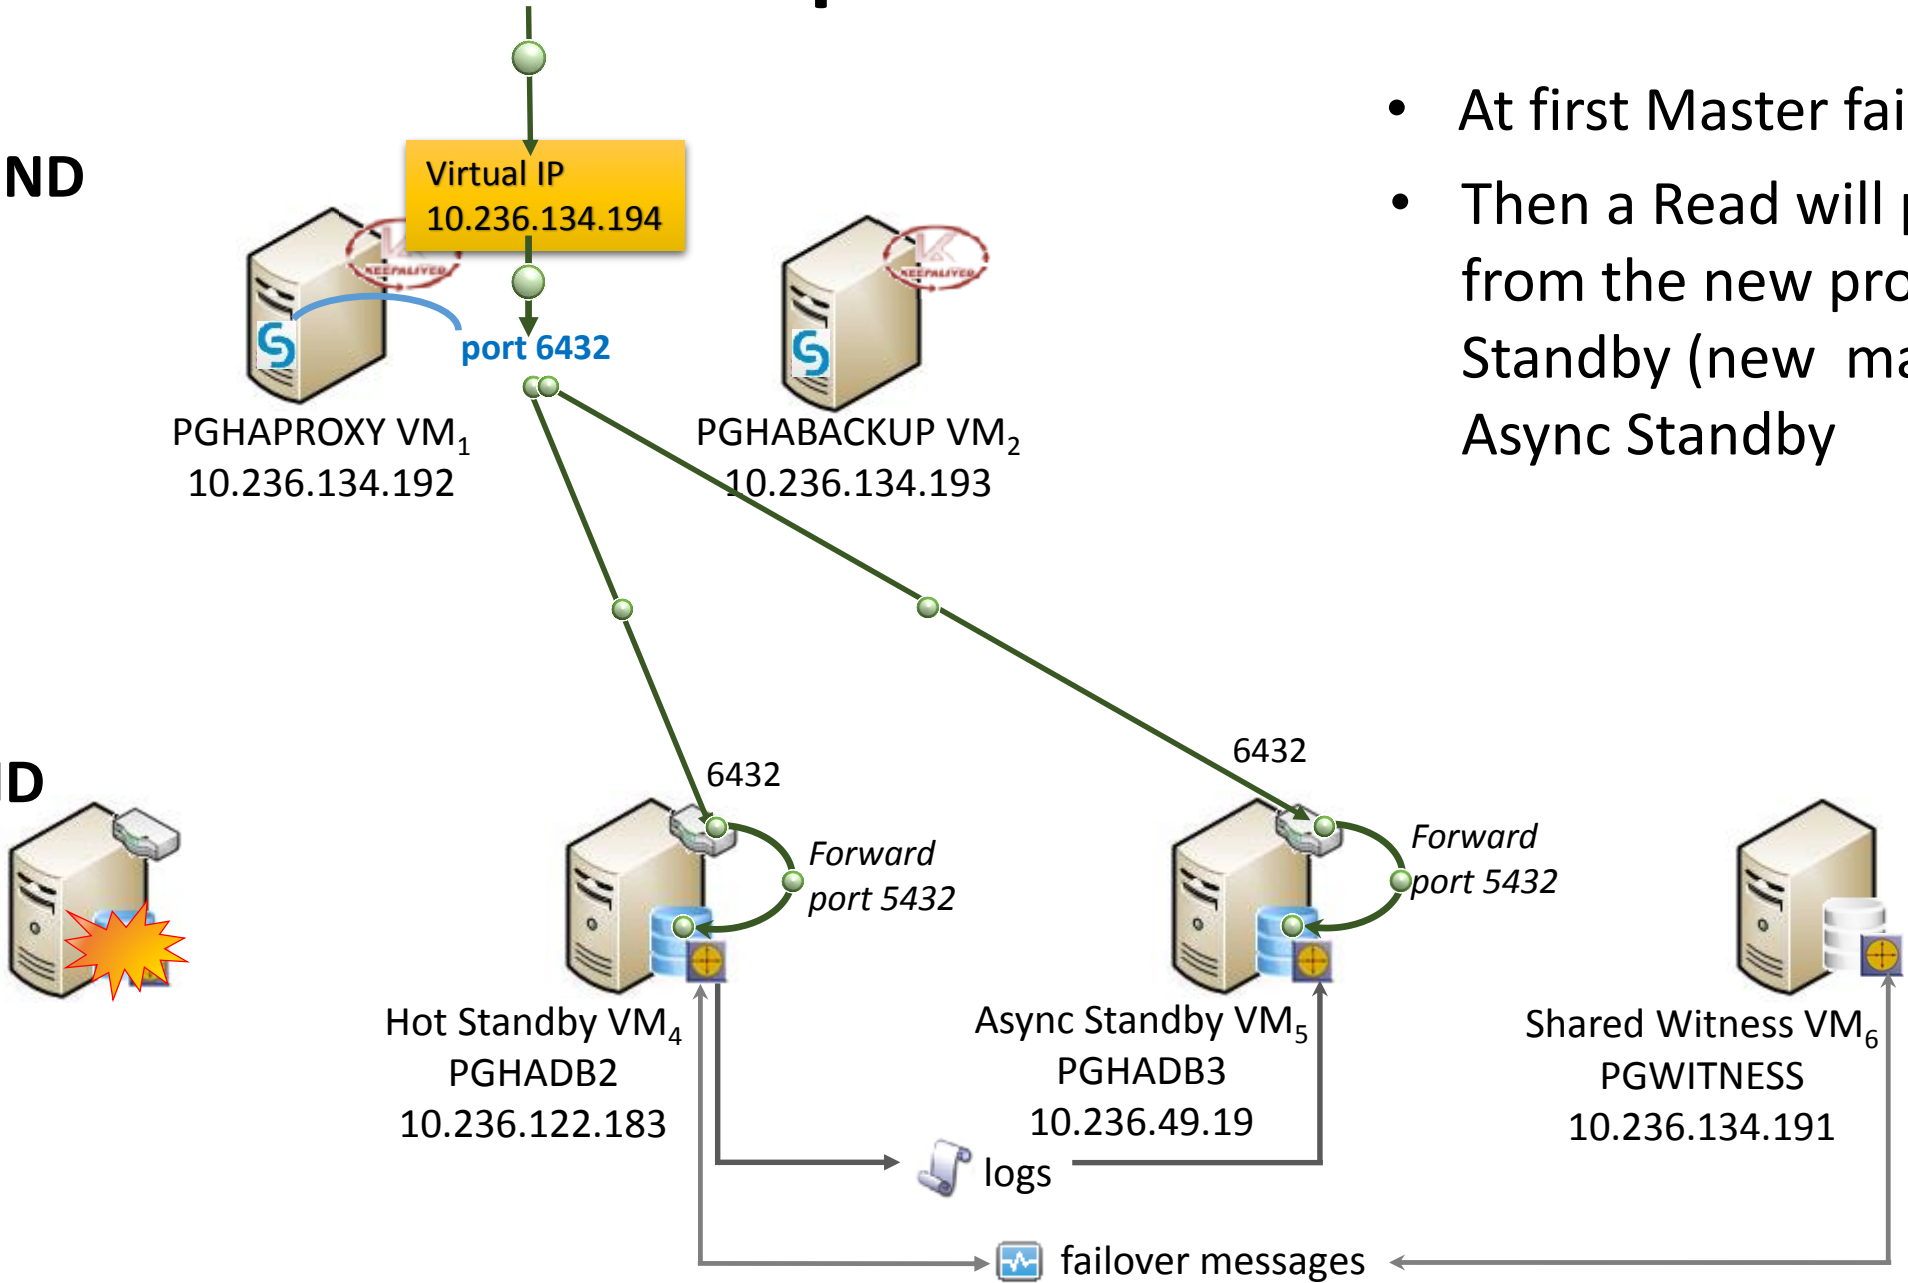 ND
Virtual IP
10.236.134.194
KEEPALIVED
KEEPALIVED
port 6432
PGHAPROXY VM1
10.236.134.192
PGHABACKUP VM2
10.236.134.193
• At first Master fai
• Then a Read will p
from the new pro
Standby (new ma
Async Standby
ND
6432
6432
Forward
port 5432
Forward
port 5432
Hot Standby VM4
PGHADB2
10.236.122.183
Async Standby VM5
PGHADB3
10.236.49.19
Shared Witness VM6
PGWITNESS
10.236.134.191
logs
failover messages